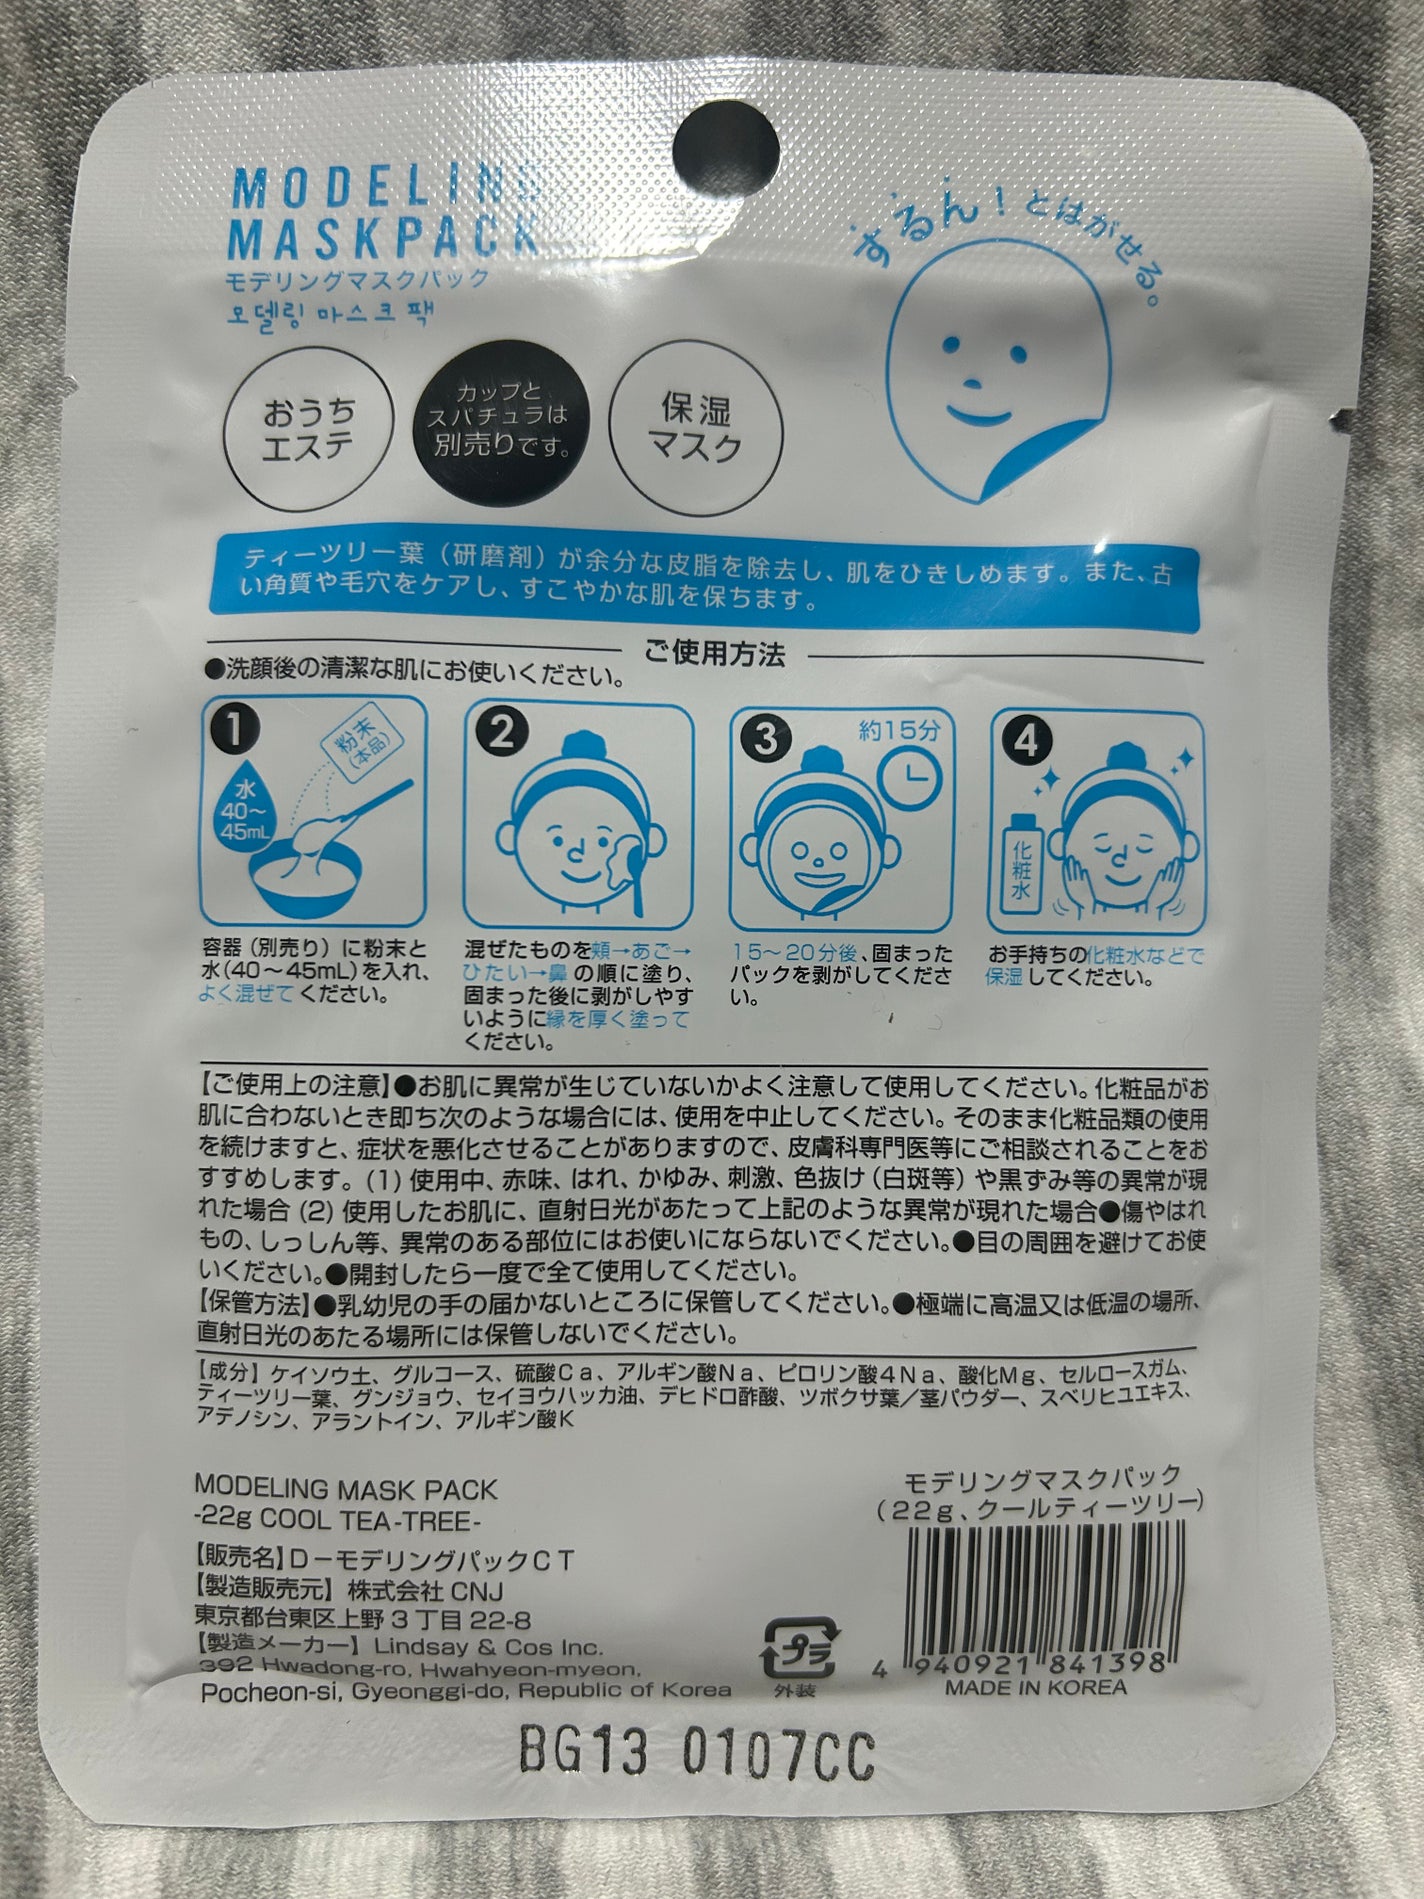 MODELING
MASKPACK
モデリングマスクパック
모델링 마스크 팩
するん!とはがせる。
おうち
エステ
カップと
スパチュラは
別売りです。
保湿
マスク
ティーツリー葉(研磨剤)が余分な皮脂を除去し、肌をひきしめます。また、古
い角質や毛穴をケアし、すこやかな肌を保ちます。
ご使用方法
●洗顔後の清潔な肌にお使いください。
1
粉末
(本品)
水
40〜
45mL
容器(別売り)に粉末と
水(40〜45mL)を入れ、
よく混ぜてください。
2
混ぜたものを頬→あご→
ひたい→鼻の順に塗り、
固まった後に剥がしやす
いように縁を厚く塗って
ください。
3
約15分
15〜20分後、固まった
パックを剥がしてくださ
い。
4
化粧水
お手持ちの化粧水などで
保湿してください。
【ご使用上の注意】●お肌に異常が生じていないかよく注意して使用してください。化粧品がお
肌に合わないとき即ち次のような場合には、使用を中止してください。そのまま化粧品類の使用
を続けますと、症状を悪化させることがありますので、皮膚科専門医等にご相談されることをお
すすめします。(1)使用中、赤味、はれ、かゆみ、刺激、色抜け(白斑等)や黒ずみ等の異常が現
れた場合(2)使用したお肌に、直射日光があたって上記のような異常が現れた場合●傷やはれ
もの、しっしん等、異常のある部位にはお使いにならないでください。●目の周囲を避けてお使
いください。●開封したら一度で全て使用してください。
【保管方法】●乳幼児の手の届かないところに保管してください。●極端に高温又は低温の場所、
直射日光のあたる場所には保管しないでください。
【成分】ケイソウ土、グルコース、硫酸Ca、アルギン酸Na、ピロリン酸4Na、酸化Mg、セルロースガム、
ティーツリー葉、グンジョウ、セイヨウハッカ油、デヒドロ酢酸、ツボクサ葉/茎パウダー、スベリヒユエキス、
アデノシン、アラントイン、アルギン酸K
MODELING MASK PACK
-22g COOL TEA-TREE-
【販売名】D-モデリングパックCT
【製造販売元】株式会社 CNJ
東京都台東区上野3丁目22-8
【製造メーカー】Lindsay & Cos Inc.
392 Hwadong-ro, Hwahyeon-myeon,
Pocheon-si, Gyeonggi-do, Republic of Korea
プラ
外装
モデリングマスクパック
(22g、クールティーツリー)
4 940921 841398
MADE IN KOREA
BG13 0107CC